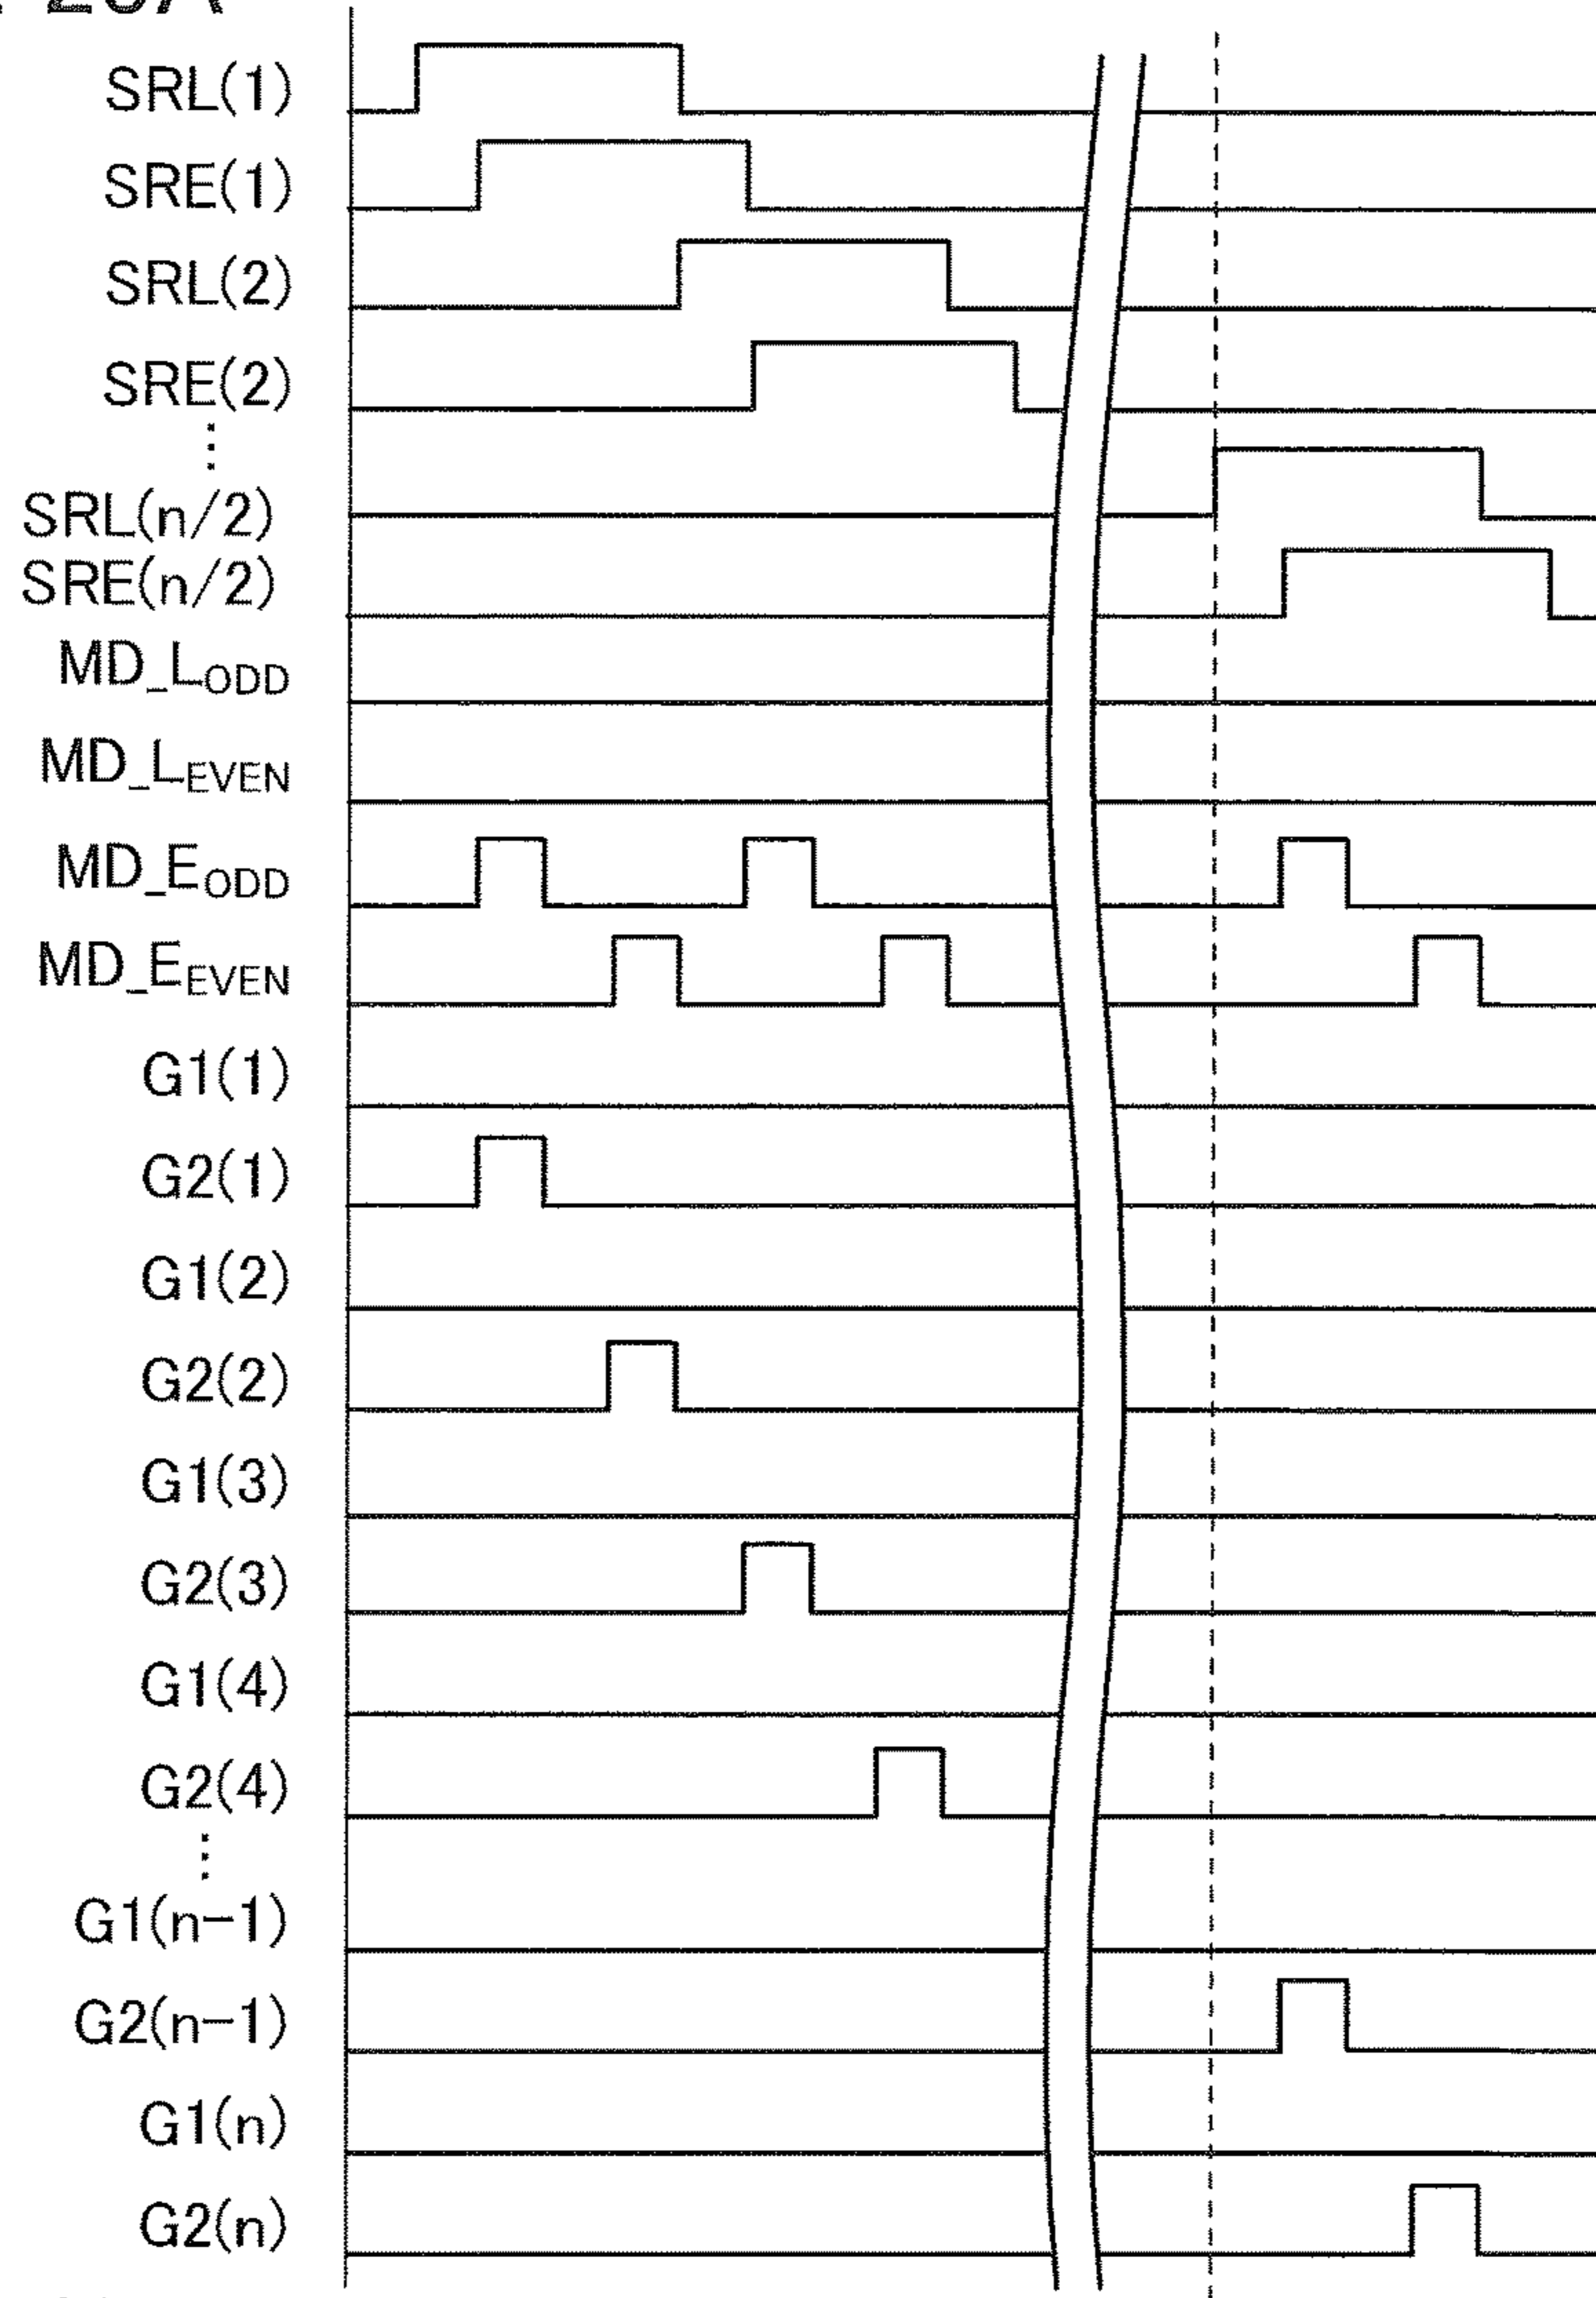 SRL(1)
SRE(1)
SRL(2)
SRE(2)
⋮
SRL(n/2)
SRE(n/2)
MD_LODD
MD_LEVEN
MD_EODD
MD_EEVEN
G1(1)
G2(1)
G1(2)
G2(2)
G1(3)
G2(3)
G1(4)
G2(4)
⋮
G1(n-1)
G2(n-1)
G1(n)
G2(n)